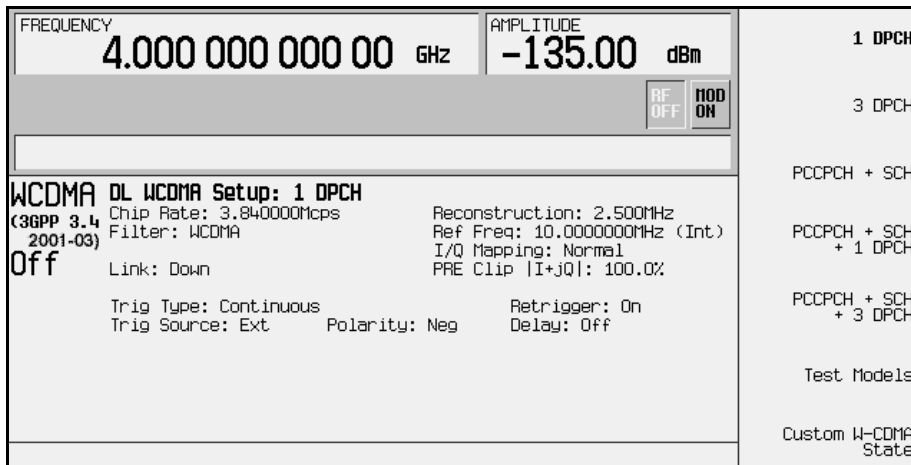 FREQUENCY
4.000 000 000 00 GHz
AMPLITUDE
-135.00 dBm
RF OFF
MOD ON
WCDMA
(3GPP 3.4
2001-03)
Off
DL WCDMA Setup: 1 DPCH
Chip Rate: 3.840000Mcps
Reconstruction: 2.500MHz
Filter: WCDMA
Ref Freq: 10.0000000MHz (Int)
I/Q Mapping: Normal
Link: Down
PRE Clip |I+jQ|: 100.0%
Trig Type: Continuous
Retrigger: On
Trig Source: Ext
Polarity: Neg
Delay: Off
1 DPCH
3 DPCH
PCCPCH + SCH
PCCPCH + SCH
+ 1 DPCH
PCCPCH + SCH
+ 3 DPCH
Test Models
Custom W-CDMA
State